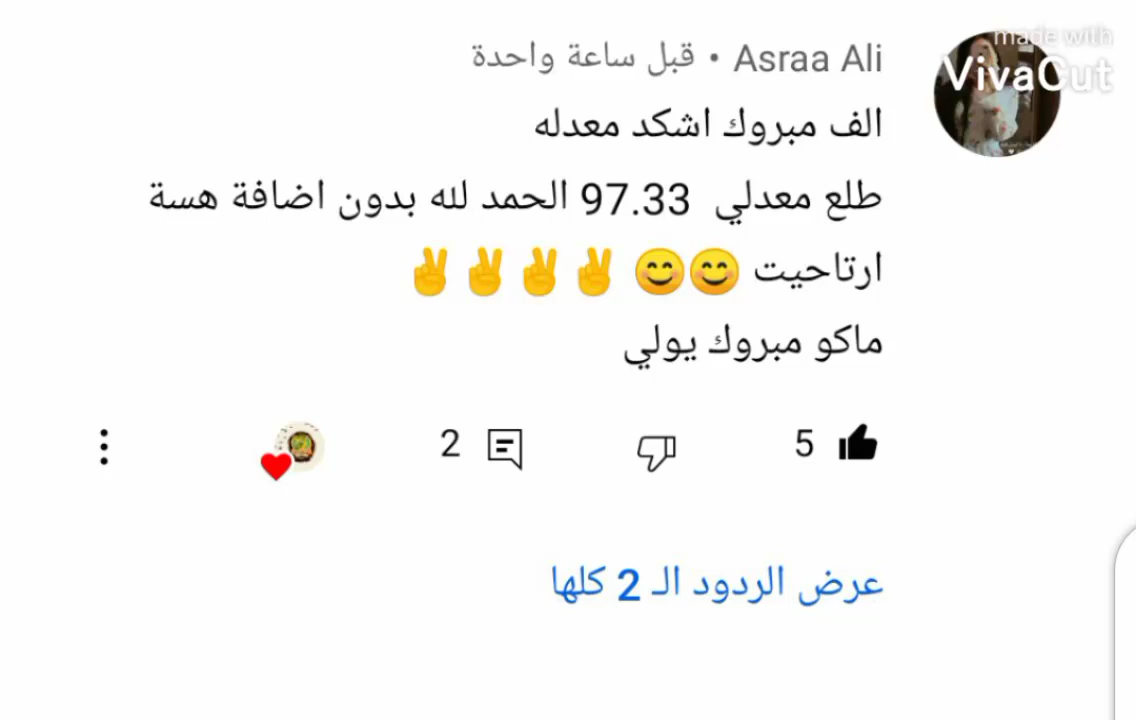 made with
VivaCut
Asraa Ali • قبل ساعة واحدة
الف مبروك اشكد معدله
طلع معدلي 97.33 الحمد لله بدون اضافة هسة
ارتاحيت 😊😊 ✌✌✌✌
ماكو مبروك يولي
5
2
عرض الردود الـ 2 كلها